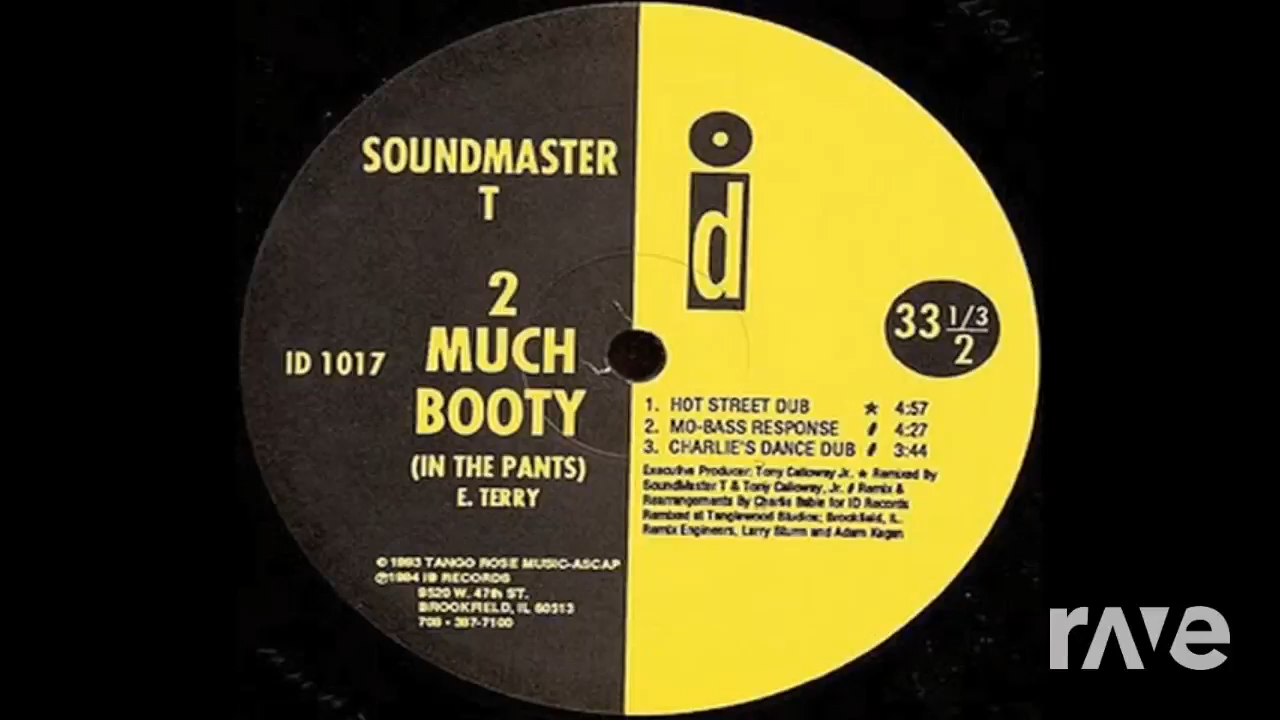 SOUNDMASTER
T
2
MUCH
BOOTY
(IN THE PANTS)
E. TERRY
ID 1017
© 1993 TANGO ROSE MUSIC-ASCAP
℗1994 ID RECORDS
9520 W. 47th ST.
BROOKFIELD, IL 60513
708 - 387-7100
id
33 1/3
2
1. HOT STREET DUB ★ 4:57
2. MO-BASS RESPONSE # 4:27
3. CHARLIE'S DANCE DUB # 3:44
Executive Producer: Tony Calloway Jr. ★ Remixed By
SoundMaster T & Tony Calloway, Jr. # Remix &
Rearrangements By Charlie Babie for ID Records
Remixed at Tanglewood Studios; Brookfield, IL.
Remix Engineers, Larry Sturm and Adam Kagan
rave